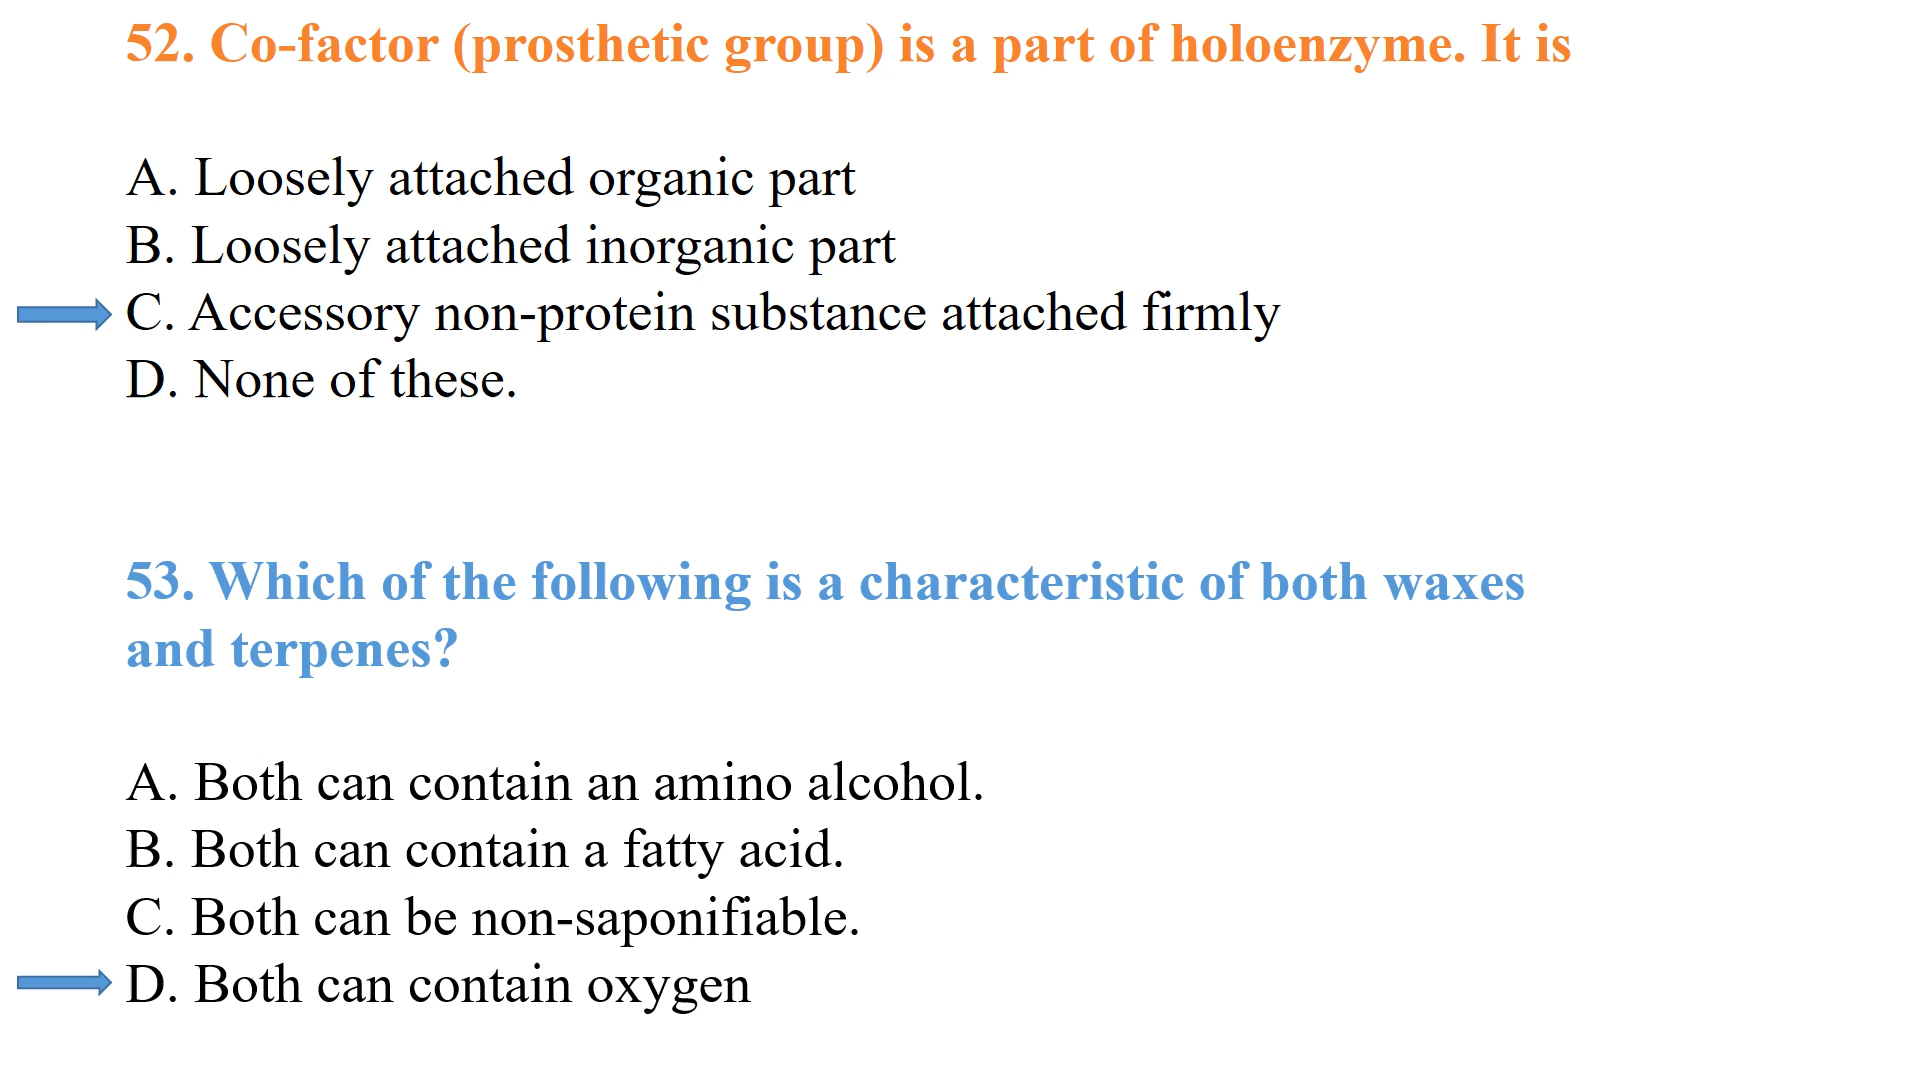 52. Co-factor (prosthetic group) is a part of holoenzyme. It is
A. Loosely attached organic part
B. Loosely attached inorganic part
C. Accessory non-protein substance attached firmly
D. None of these.
53. Which of the following is a characteristic of both waxes
and terpenes?
A. Both can contain an amino alcohol.
B. Both can contain a fatty acid.
C. Both can be non-saponifiable.
D. Both can contain oxygen